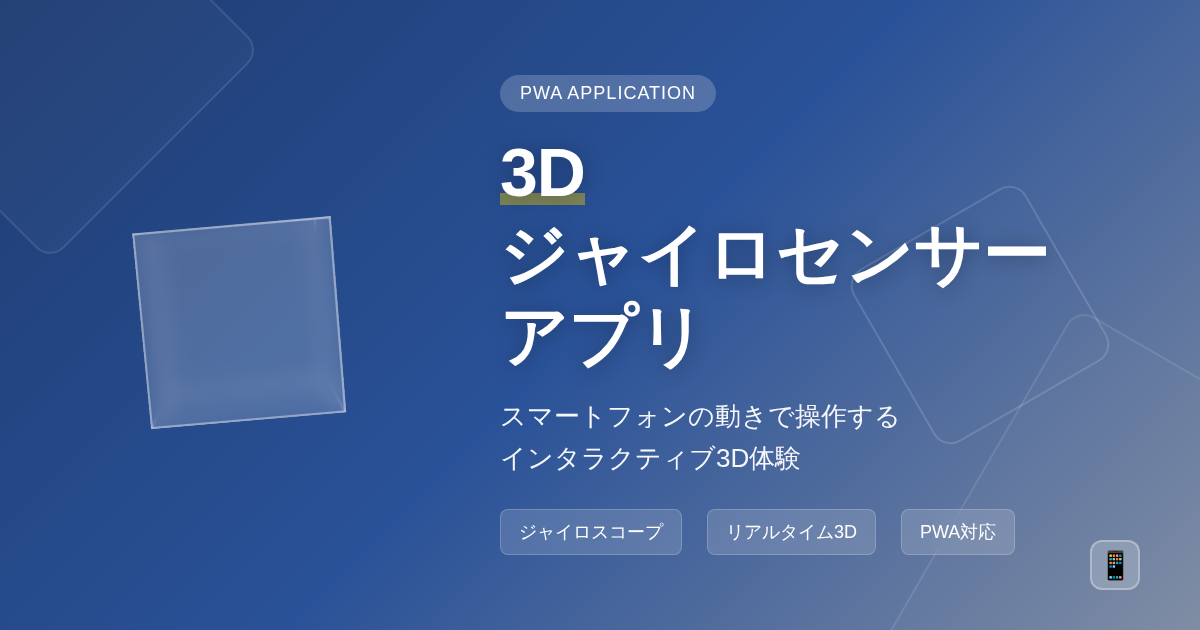 PWA APPLICATION
3D
ジャイロセンサー
アプリ
スマートフォンの動きで操作する
インタラクティブ3D体験
ジャイロスコープ
リアルタイム3D
PWA対応